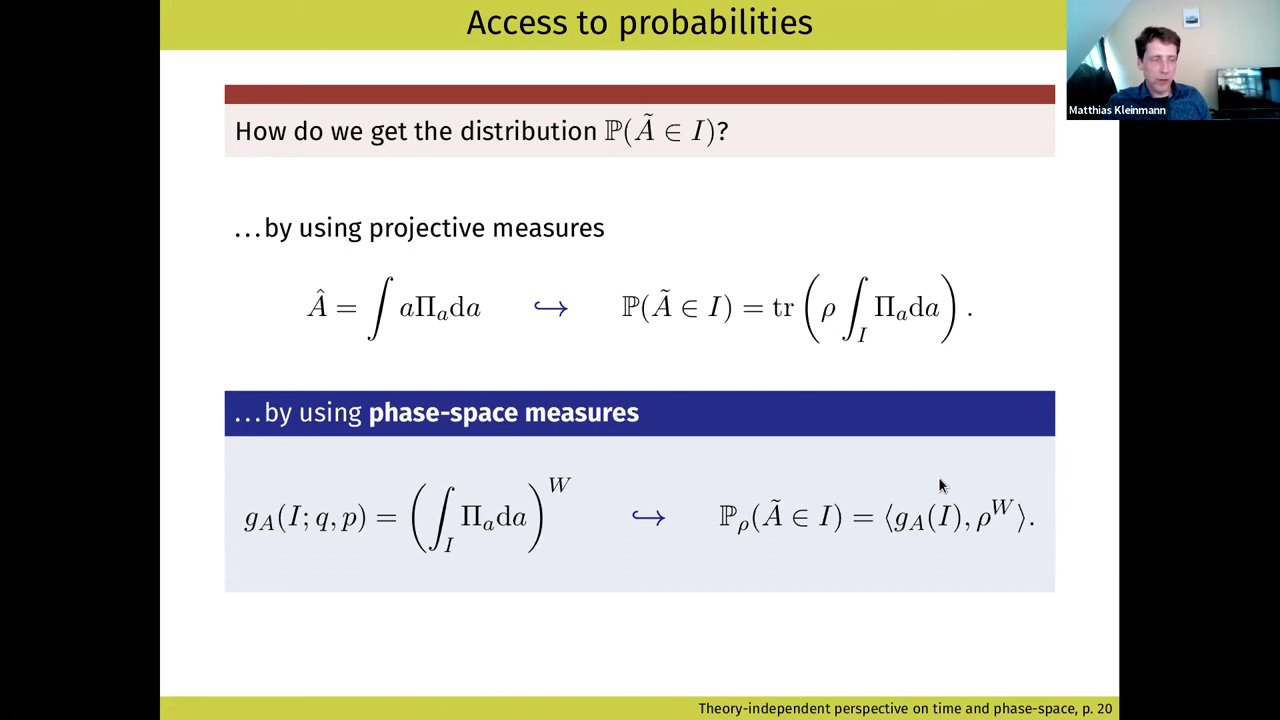 Access to probabilities
Matthias Kleinmann
How do we get the distribution ℙ(Ã ∈ I)?
...by using projective measures
Â = ∫ aΠ_a da ↪ ℙ(Ã ∈ I) = tr (ρ ∫_I Π_a da).
...by using phase-space measures
g_A(I; q, p) = (∫_I Π_a da)^W ↪ ℙ_ρ(Ã ∈ I) = ⟨g_A(I), ρ^W⟩.
Theory-independent perspective on time and phase-space, p. 20